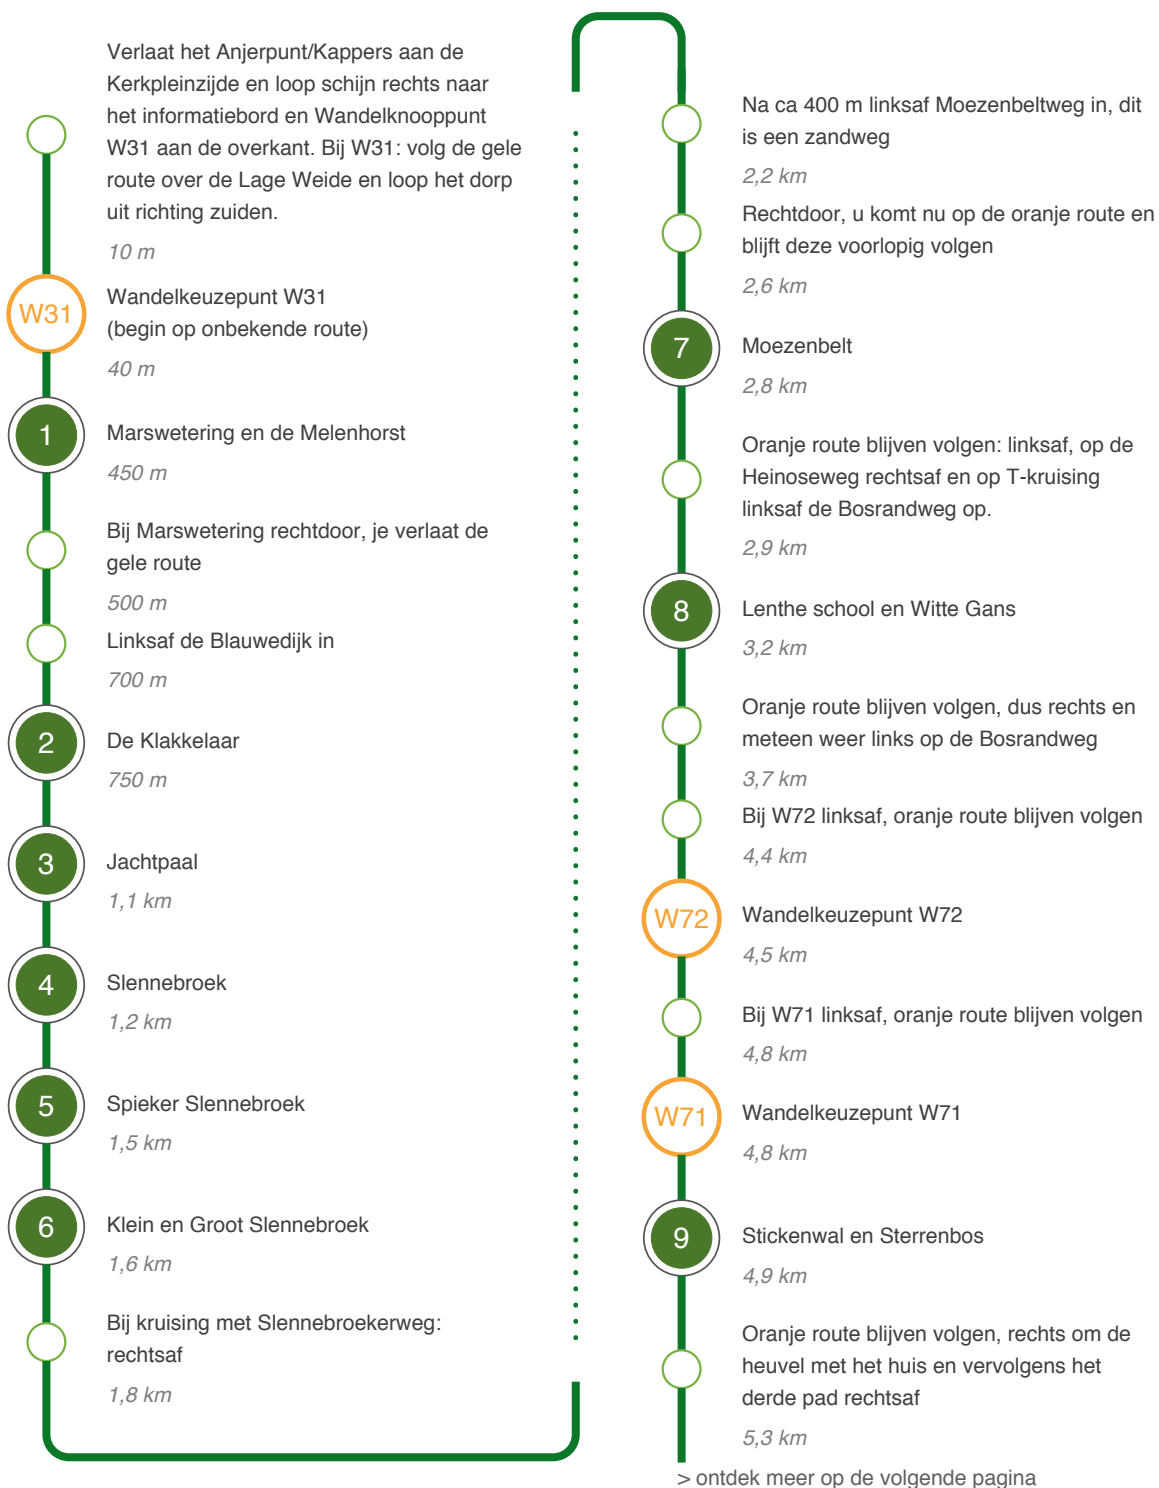 Verlaat het Anjerpunt/Kappers aan de
Kerkpleinzijde en loop schijn rechts naar
het informatiebord en Wandelknooppunt
W31 aan de overkant. Bij W31: volg de gele
route over de Lage Weide en loop het dorp
uit richting zuiden.
10 m
W31
Wandelkeuzepunt W31
(begin op onbekende route)
40 m
1
Marswetering en de Melenhorst
450 m
Bij Marswetering rechtdoor, je verlaat de
gele route
500 m
Linksaf de Blauwedijk in
700 m
2
De Klakkelaar
750 m
3
Jachtpaal
1,1 km
4
Slennebroek
1,2 km
5
Spieker Slennebroek
1,5 km
6
Klein en Groot Slennebroek
1,6 km
Bij kruising met Slennebroekerweg:
rechtsaf
1,8 km
Na ca 400 m linksaf Moezenbeltweg in, dit
is een zandweg
2,2 km
Rechtdoor, u komt nu op de oranje route en
blijft deze voorlopig volgen
2,6 km
7
Moezenbelt
2,8 km
Oranje route blijven volgen: linksaf, op de
Heinoseweg rechtsaf en op T-kruising
linksaf de Bosrandweg op.
2,9 km
8
Lenthe school en Witte Gans
3,2 km
Oranje route blijven volgen, dus rechts en
meteen weer links op de Bosrandweg
3,7 km
Bij W72 linksaf, oranje route blijven volgen
4,4 km
W72
Wandelkeuzepunt W72
4,5 km
Bij W71 linksaf, oranje route blijven volgen
4,8 km
W71
Wandelkeuzepunt W71
4,8 km
9
Stickenwal en Sterrenbos
4,9 km
Oranje route blijven volgen, rechts om de
heuvel met het huis en vervolgens het
derde pad rechtsaf
5,3 km
> ontdek meer op de volgende pagina